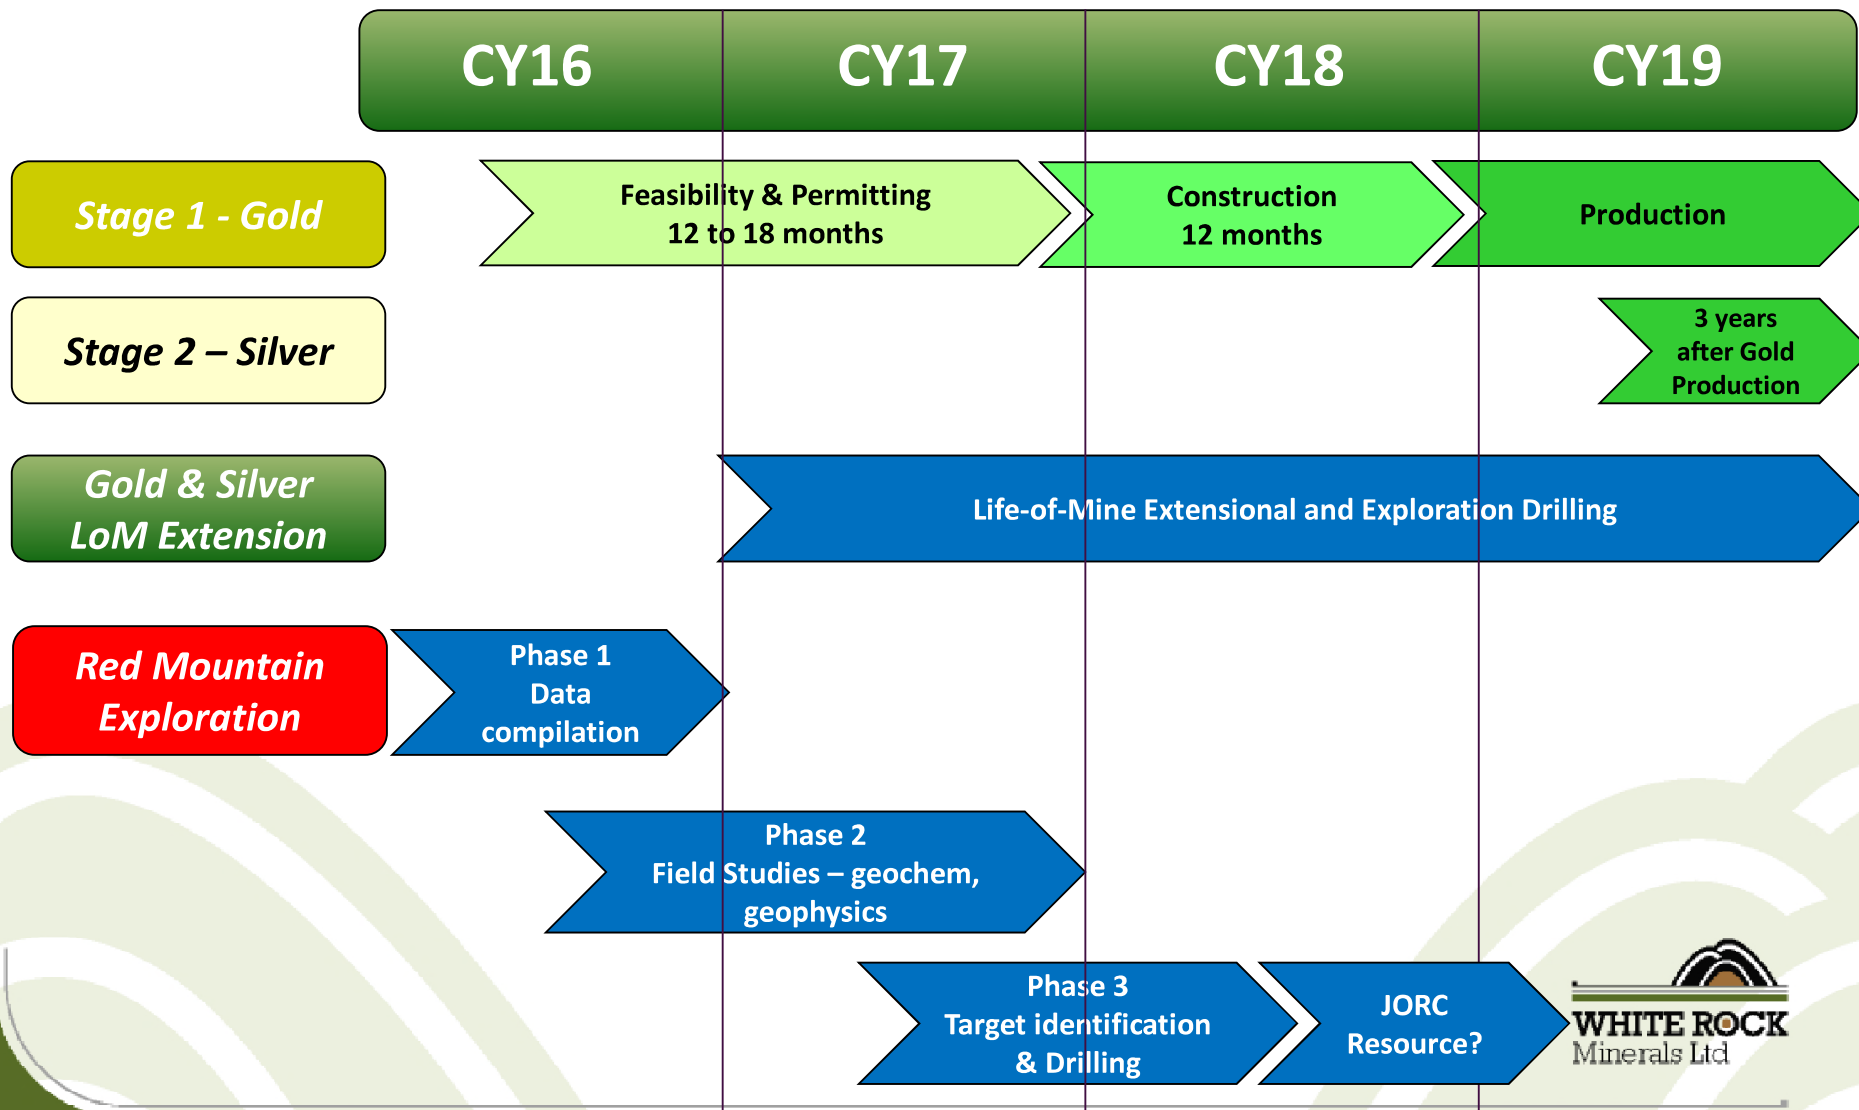 CY16 CY17 CY18 CY19
Stage 1 - Gold
Feasibility & Permitting
12 to 18 months
Construction
12 months
Production
Stage 2 – Silver
3 years
after Gold
Production
Gold & Silver
LoM Extension
Life-of-Mine Extensional and Exploration Drilling
Red Mountain
Exploration
Phase 1
Data
compilation
Phase 2
Field Studies – geochem,
geophysics
Phase 3
Target identification
& Drilling
JORC
Resource?
WHITE ROCK
Minerals Ltd